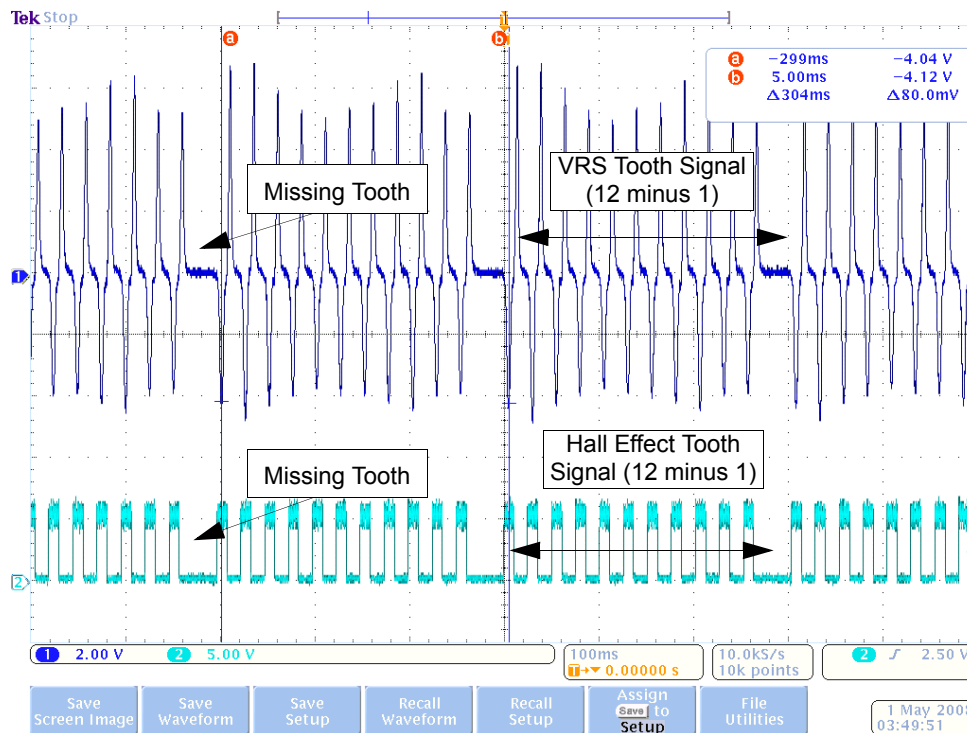 Tek Stop
T
a
b
a −299ms −4.04 V
b 5.00ms −4.12 V
Δ304ms Δ80.0mV
VRS Tooth Signal
(12 minus 1)
Missing Tooth
1
Hall Effect Tooth
Signal (12 minus 1)
Missing Tooth
2
1 2.00 V 2 5.00 V
100ms
T→▼ 0.00000 s
10.0kS/s
10k points
2 2.50 V
Save
Screen Image
Save
Waveform
Save
Setup
Recall
Waveform
Recall
Setup
Assign
Save to
Setup
File
Utilities
1 May 2008
03:49:51